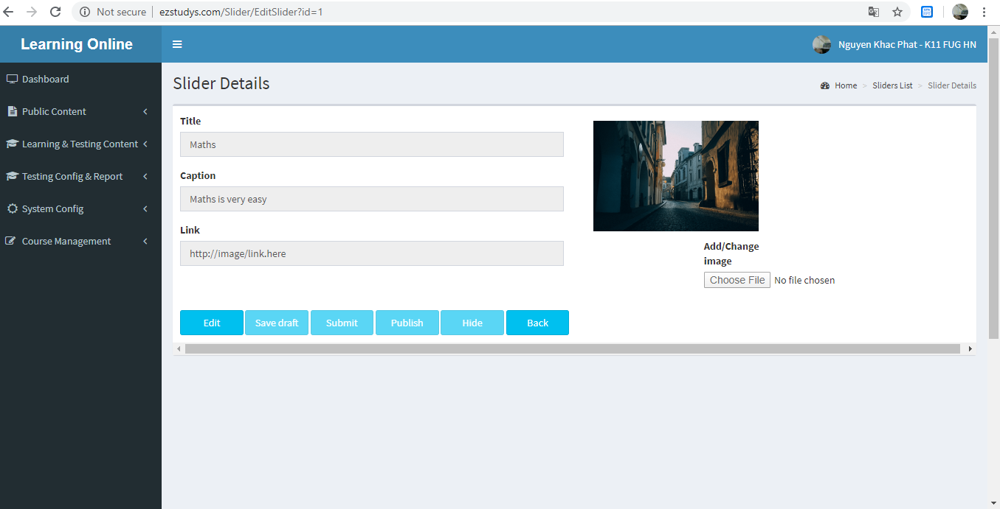 Not secure | ezstudys.com/Slider/EditSlider?id=1
Learning Online
Nguyen Khac Phat - K11 FUG HN
Dashboard
Public Content
Learning & Testing Content
Testing Config & Report
System Config
Course Management
Slider Details
Home > Sliders List > Slider Details
Title
Maths
Caption
Maths is very easy
Link
http://image/link.here
Add/Change
image
Choose File No file chosen
Edit Save draft Submit Publish Hide Back